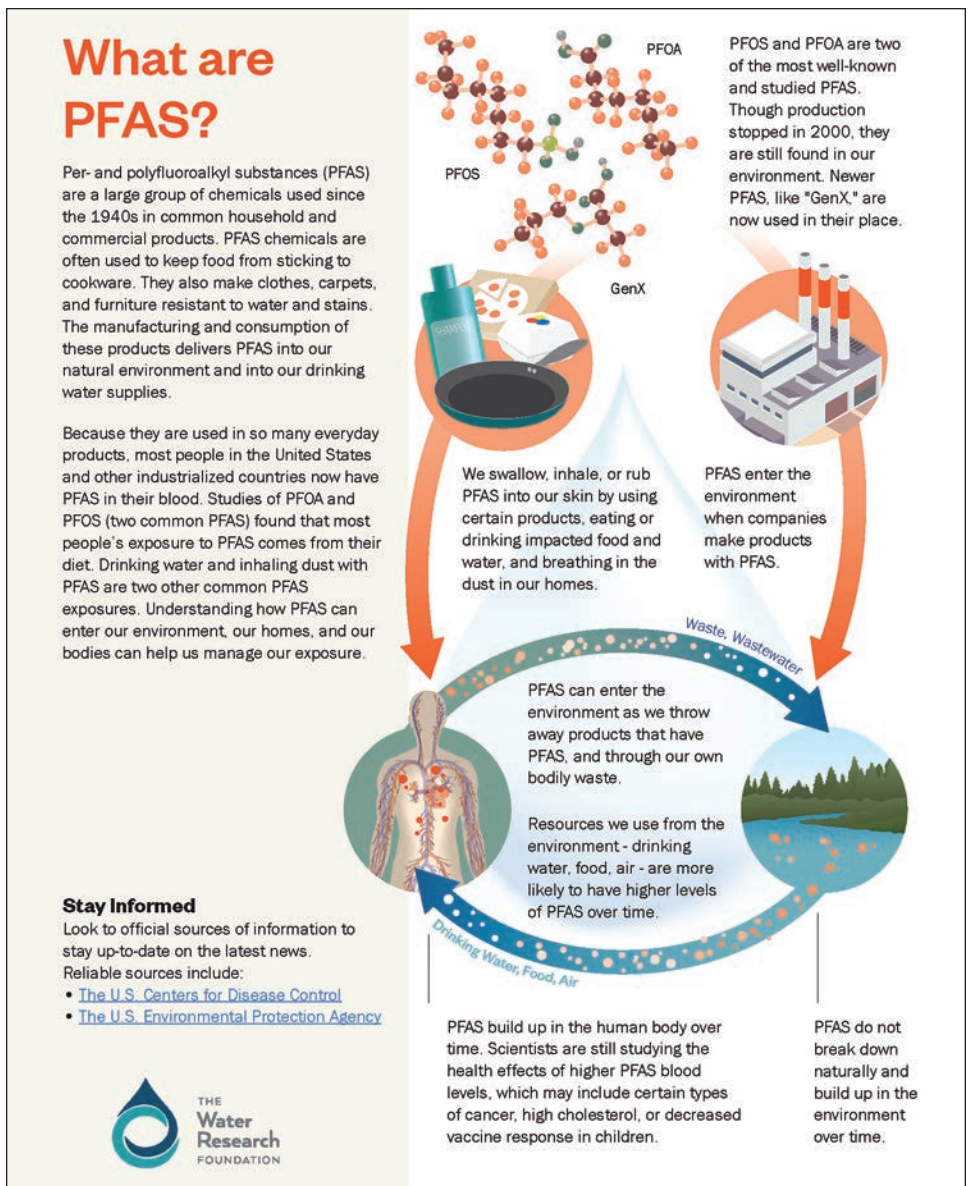 What are
PFAS?
Per- and polyfluoroalkyl substances (PFAS)
are a large group of chemicals used since
the 1940s in common household and
commercial products. PFAS chemicals are
often used to keep food from sticking to
cookware. They also make clothes, carpets,
and furniture resistant to water and stains.
The manufacturing and consumption of
these products delivers PFAS into our
natural environment and into our drinking
water supplies.
Because they are used in so many everyday
products, most people in the United States
and other industrialized countries now have
PFAS in their blood. Studies of PFOA and
PFOS (two common PFAS) found that most
people's exposure to PFAS comes from their
diet. Drinking water and inhaling dust with
PFAS are two other common PFAS
exposures. Understanding how PFAS can
enter our environment, our homes, and our
bodies can help us manage our exposure.
Stay Informed
Look to official sources of information to
stay up-to-date on the latest news.
Reliable sources include:
• The U.S. Centers for Disease Control
• The U.S. Environmental Protection Agency
THE
Water
Research
FOUNDATION
PFOA
PFOS
GenX
PFOS and PFOA are two
of the most well-known
and studied PFAS.
Though production
stopped in 2000, they
are still found in our
environment. Newer
PFAS, like "GenX," are
now used in their place.
SHAMPOO
We swallow, inhale, or rub
PFAS into our skin by using
certain products, eating or
drinking impacted food and
water, and breathing in the
dust in our homes.
PFAS enter the
environment
when companies
make products
with PFAS.
Waste, Wastewater
PFAS can enter the
environment as we throw
away products that have
PFAS, and through our own
bodily waste.
Resources we use from the
environment - drinking
water, food, air - are more
likely to have higher levels
of PFAS over time.
Drinking Water, Food, Air
PFAS build up in the human body over
time. Scientists are still studying the
health effects of higher PFAS blood
levels, which may include certain types
of cancer, high cholesterol, or decreased
vaccine response in children.
PFAS do not
break down
naturally and
build up in the
environment
over time.